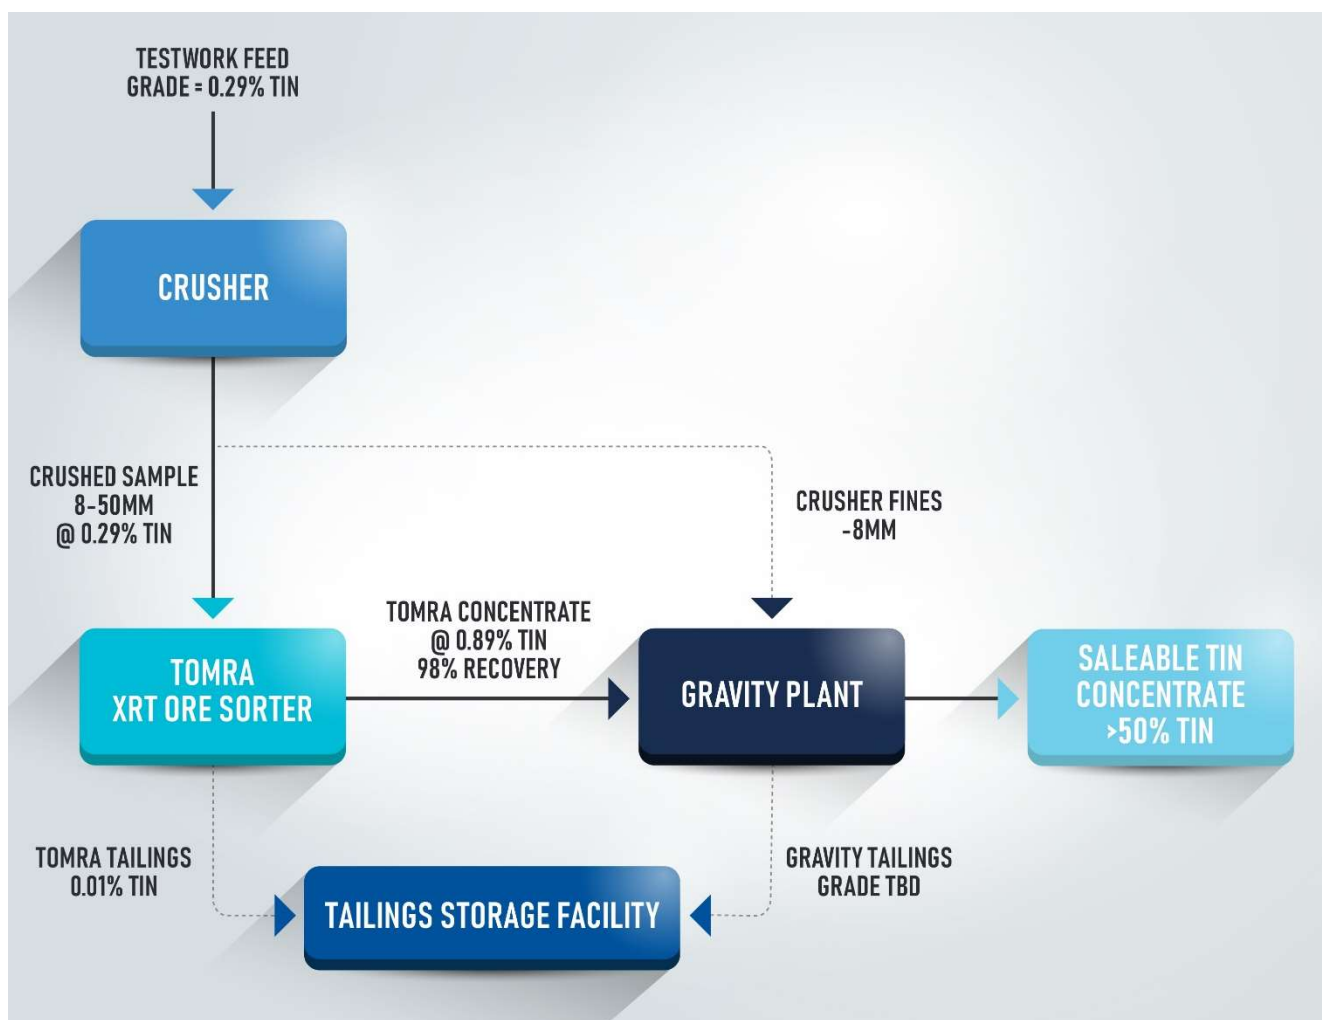 TESTWORK FEED
GRADE = 0.29% TIN
CRUSHER
CRUSHED SAMPLE
8-50MM
@ 0.29% TIN
CRUSHER FINES
-8MM
TOMRA CONCENTRATE
@ 0.89% TIN
98% RECOVERY
TOMRA
XRT ORE SORTER
GRAVITY PLANT
SALEABLE TIN
CONCENTRATE
>50% TIN
TOMRA TAILINGS
0.01% TIN
GRAVITY TAILINGS
GRADE TBD
TAILINGS STORAGE FACILITY